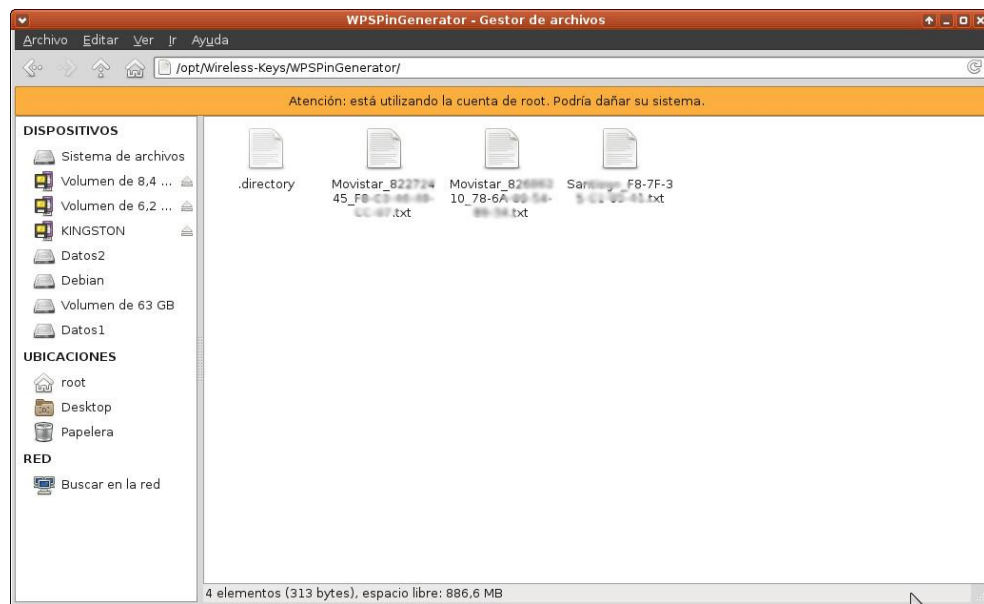 WPSPinGenerator - Gestor de archivos
Archivo Editar Ver Ir Ayuda
/opt/Wireless-Keys/WPSPinGenerator/
Atención: está utilizando la cuenta de root. Podría dañar su sistema.
DISPOSITIVOS
Sistema de archivos
Volumen de 8,4 ...
Volumen de 6,2 ...
KINGSTON
Datos2
Debian
Volumen de 63 GB
Datos1
UBICACIONES
root
Desktop
Papelera
RED
Buscar en la red
.directory
Movistar_822724
45_F8
.txt
Movistar_826
10_78-6A
.txt
_F8-7F-3
.txt
4 elementos (313 bytes), espacio libre: 886,6 MB